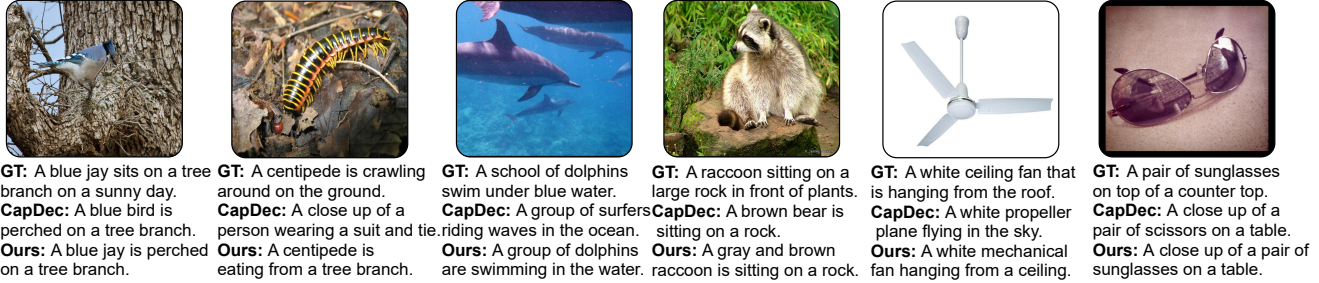 GT: A blue jay sits on a tree
branch on a sunny day.
CapDec: A blue bird is
perched on a tree branch.
Ours: A blue jay is perched
on a tree branch.
GT: A centipede is crawling
around on the ground.
CapDec: A close up of a
person wearing a suit and tie.
Ours: A centipede is
eating from a tree branch.
GT: A school of dolphins
swim under blue water.
CapDec: A group of surfers
riding waves in the ocean.
Ours: A group of dolphins
are swimming in the water.
GT: A raccoon sitting on a
large rock in front of plants.
CapDec: A brown bear is
sitting on a rock.
Ours: A gray and brown
raccoon is sitting on a rock.
GT: A white ceiling fan that
is hanging from the roof.
CapDec: A white propeller
plane flying in the sky.
Ours: A white mechanical
fan hanging from a ceiling.
GT: A pair of sunglasses
on top of a counter top.
CapDec: A close up of a
pair of scissors on a table.
Ours: A close up of a pair of
sunglasses on a table.